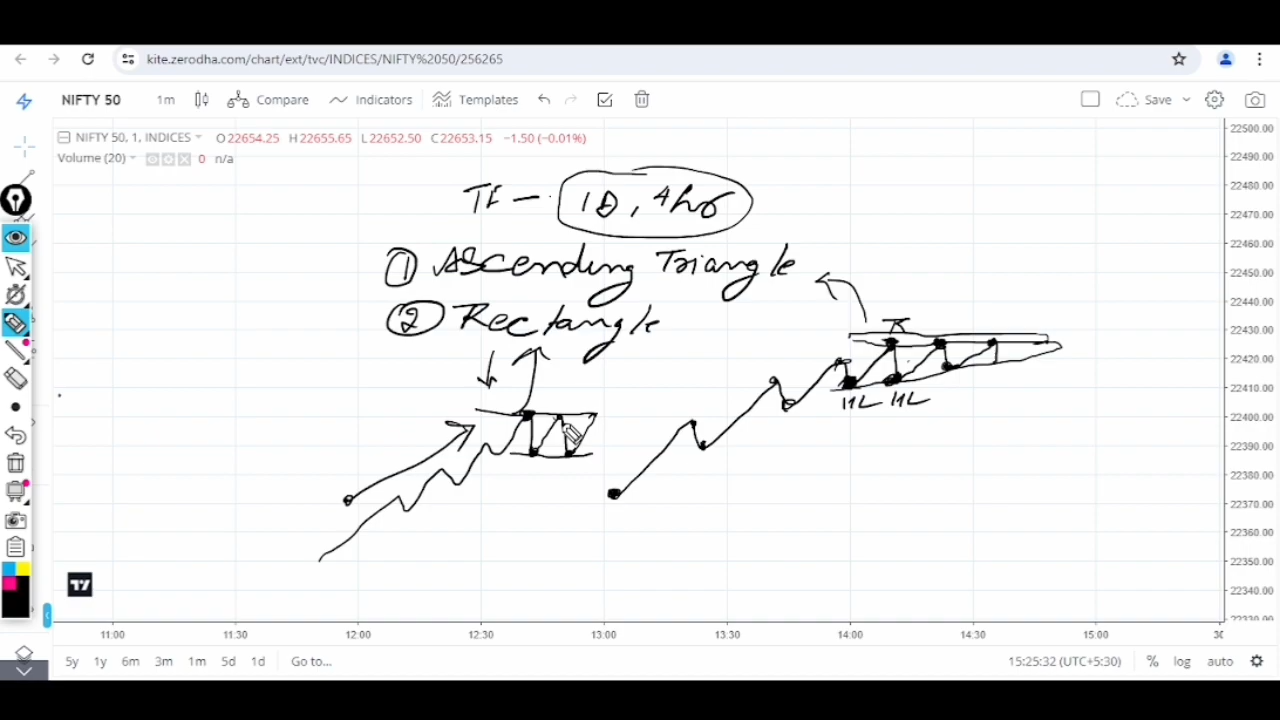 kite.zerodha.com/chart/ext/tvc/INDICES/NIFTY%2050/256265
NIFTY 50 1m Compare Indicators Templates Save
NIFTY 50, 1, INDICES O22654.25 H22655.65 L22652.50 C22653.15 −1.50 (−0.01%)
Volume (20) 0 n/a
TF - 1D, 4hr
① Ascending Triangle
② Rectangle
R
HL HL
22500.00
22490.00
22480.00
22470.00
22460.00
22450.00
22440.00
22430.00
22420.00
22410.00
22400.00
22390.00
22380.00
22370.00
22360.00
22350.00
22340.00
22330.00
11:00 11:30 12:00 12:30 13:00 13:30 14:00 14:30 15:00
5y 1y 6m 3m 1m 5d 1d Go to... 15:25:32 (UTC+5:30) % log auto